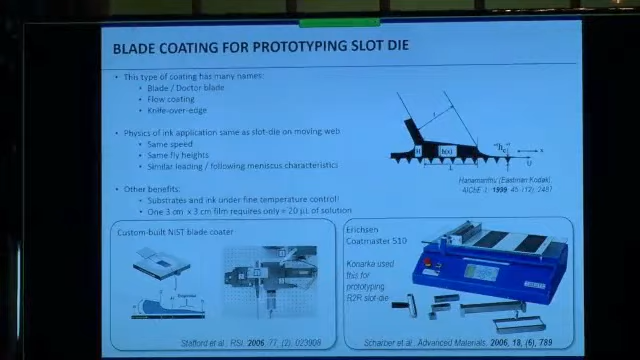 BLADE COATING FOR PROTOTYPING SLOT DIE
• This type of coating has many names:
• Blade / Doctor blade
• Flow coating
• Knife-over-edge
• Physics of ink application same as slot-die on moving web
• Same speed
• Same fly heights
• Similar leading / following meniscus characteristics
• Other benefits:
• Substrates and ink under fine temperature control
• One 3 cm x 3 cm film requires only ≈ 20 µL of solution
H
h(x)
L
x
0
(Eastman Kodak)
AIChE J. 1999, 45, (12), 2487
Custom-built NIST blade coater
Stafford et al., RSI, 2006, 77, (2), 023908
Erichsen
Coatmaster 510
Konarka used
this for
prototyping
R2R slot-die
Scharber et al., Advanced Materials, 2006, 18, (6), 789